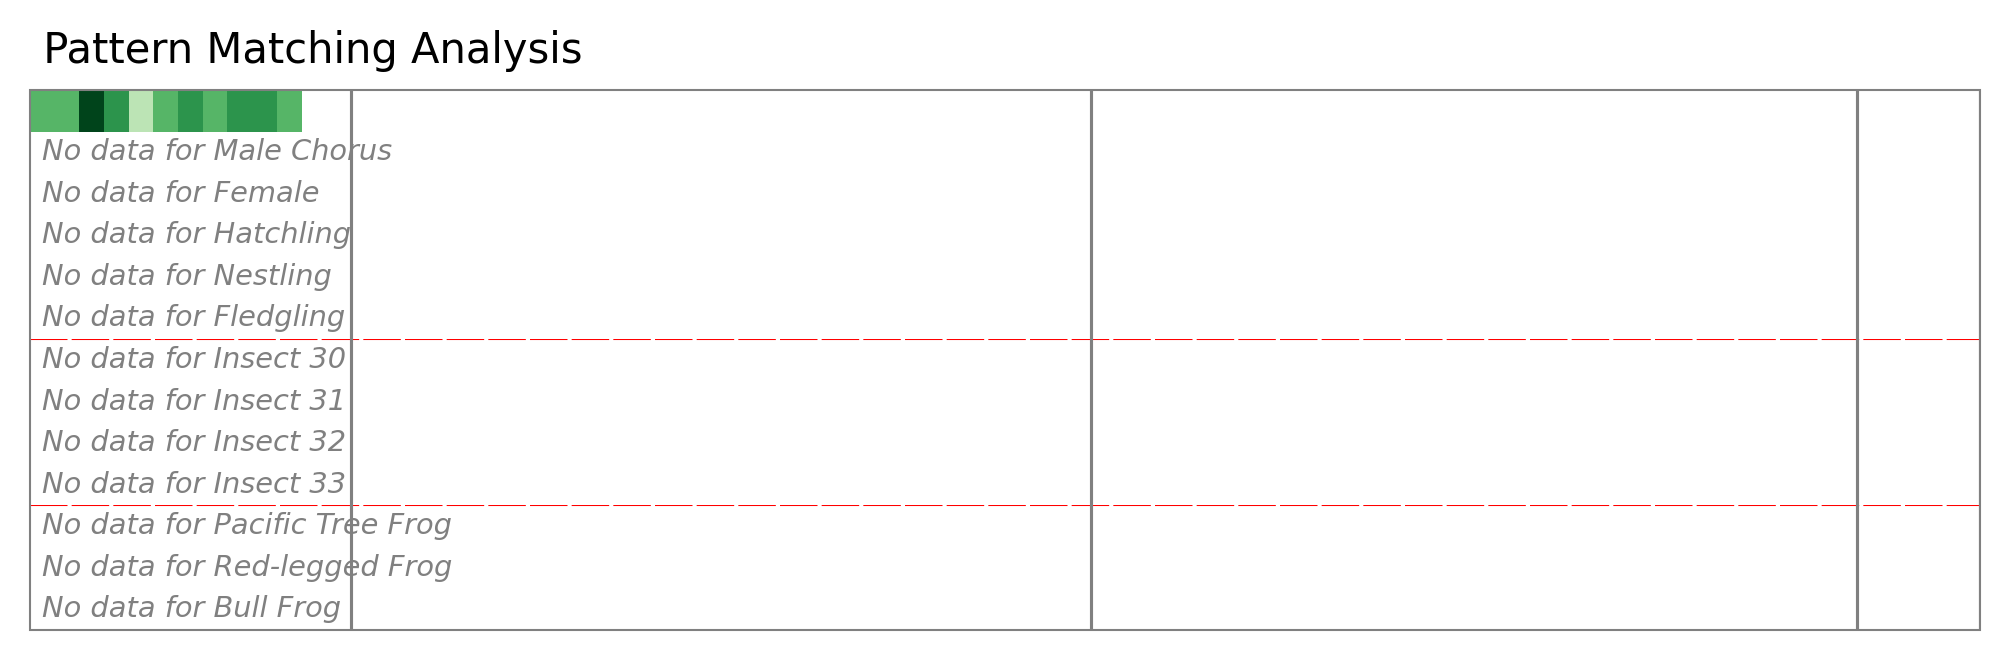 Pattern Matching Analysis
No data for Male Chorus
No data for Female
No data for Hatchling
No data for Nestling
No data for Fledgling
No data for Insect 30
No data for Insect 31
No data for Insect 32
No data for Insect 33
No data for Pacific Tree Frog
No data for Red-legged Frog
No data for Bull Frog